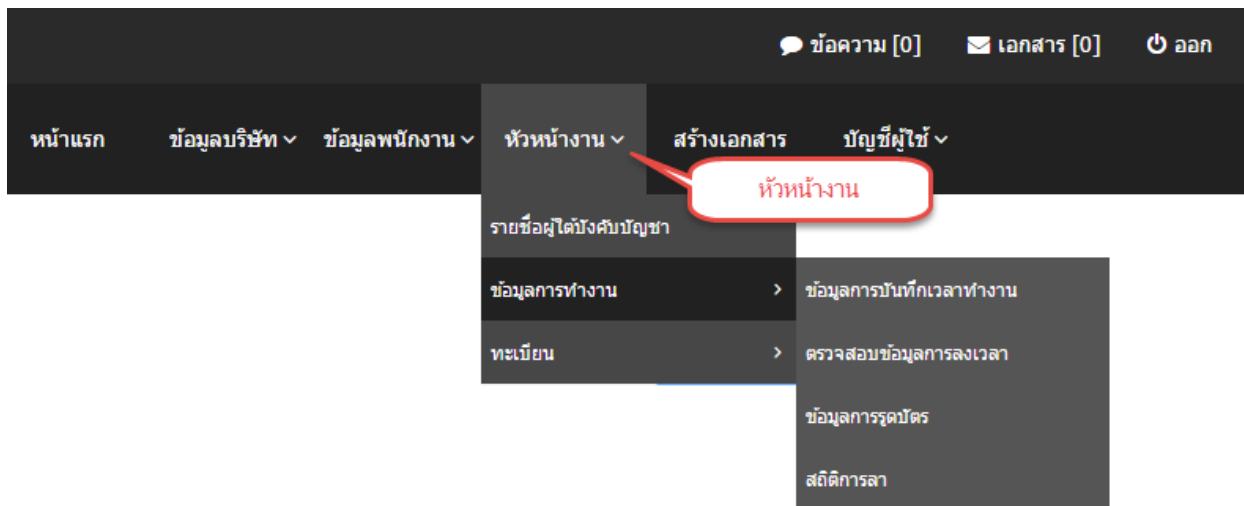 ข้อความ [0] เอกสาร [0] ออก
หน้าแรก ข้อมูลบริษัท ข้อมูลพนักงาน หัวหน้างาน สร้างเอกสาร บัญชีผู้ใช้
หัวหน้างาน
รายชื่อผู้ใต้บังคับบัญชา
ข้อมูลการทำงาน ข้อมูลการบันทึกเวลาทำงาน
ทะเบียน ตรวจสอบข้อมูลการลงเวลา
ข้อมูลการรูดบัตร
สถิติการลา